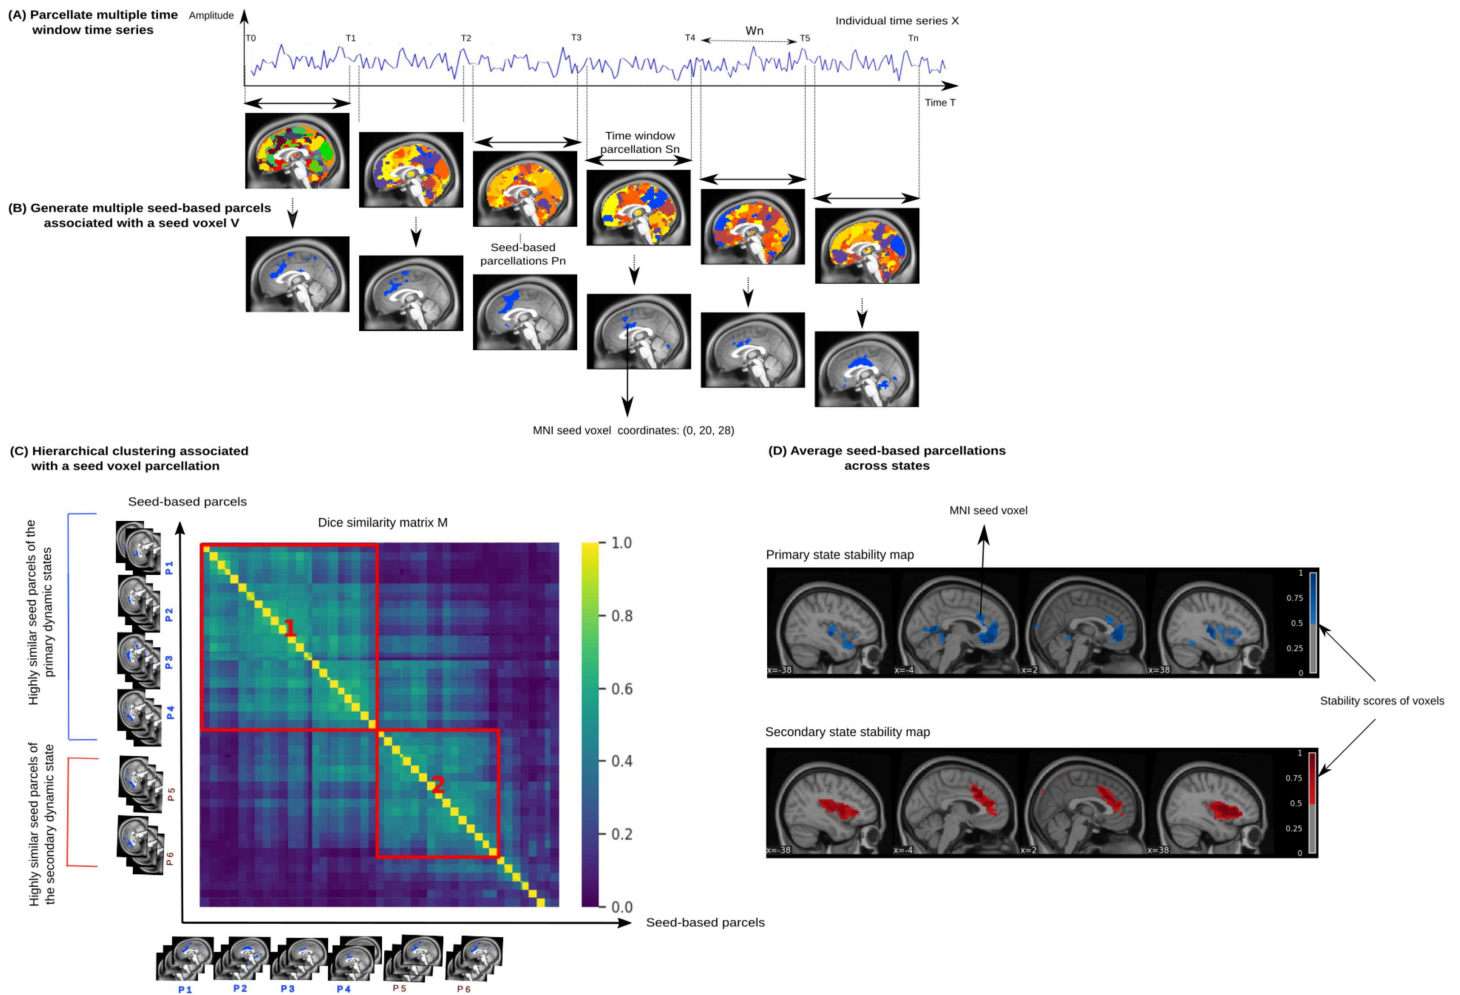 (A) Parcellate multiple time
window time series
Amplitude
Individual time series X
T0
T1
T2
T3
T4
Wn
T5
Tn
Time T
Time window
parcellation Sn
(B) Generate multiple seed-based parcels
associated with a seed voxel V
Seed-based
parcellations Pn
MNI seed voxel coordinates: (0, 20, 28)
(C) Hierarchical clustering associated
with a seed voxel parcellation
Seed-based parcels
Dice similarity matrix M
Highly similar seed parcels of the
primary dynamic states
P1
P2
P3
P4
Highly similar seed parcels of
the secondary dynamic state
P5
P6
1
2
1.0
0.8
0.6
0.4
0.2
0.0
Seed-based parcels
P1
P2
P3
P4
P5
P6
(D) Average seed-based parcellations
across states
MNI seed voxel
Primary state stability map
x=-38
x=-4
x=2
x=38
1
0.75
0.5
0.25
0
Stability scores of voxels
Secondary state stability map
x=-38
x=-4
x=2
x=38
1
0.75
0.5
0.25
0